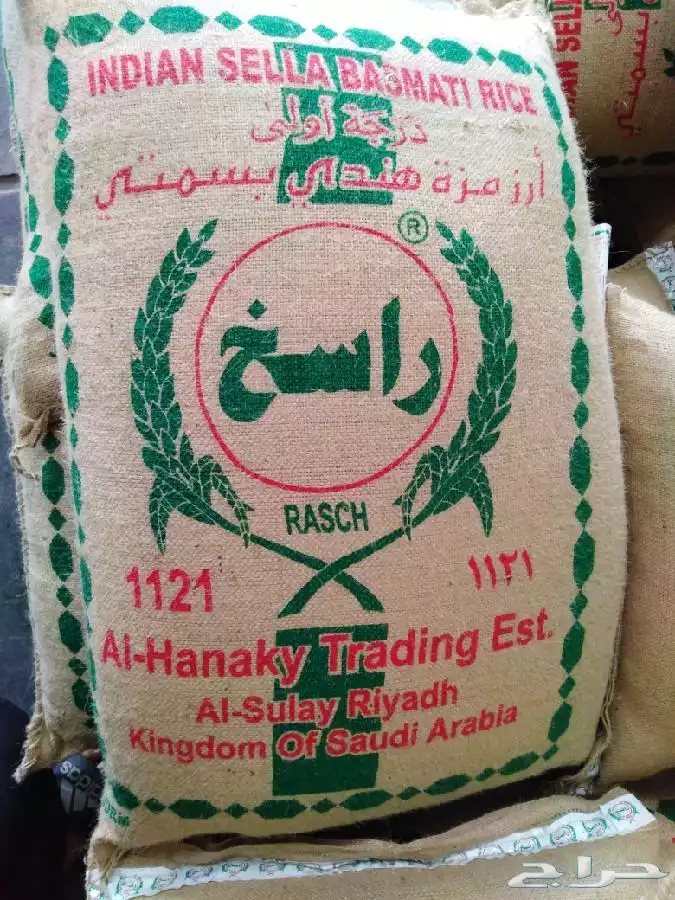 INDIAN SELLA BASMATI RICE
درجة أولى
أرز مزة هندي بسمتي
®
راسخ
RASCH
1121
١١٢١
Al-Hanaky Trading Est.
Al-Sulay Riyadh
Kingdom Of Saudi Arabia
adidas
حراج